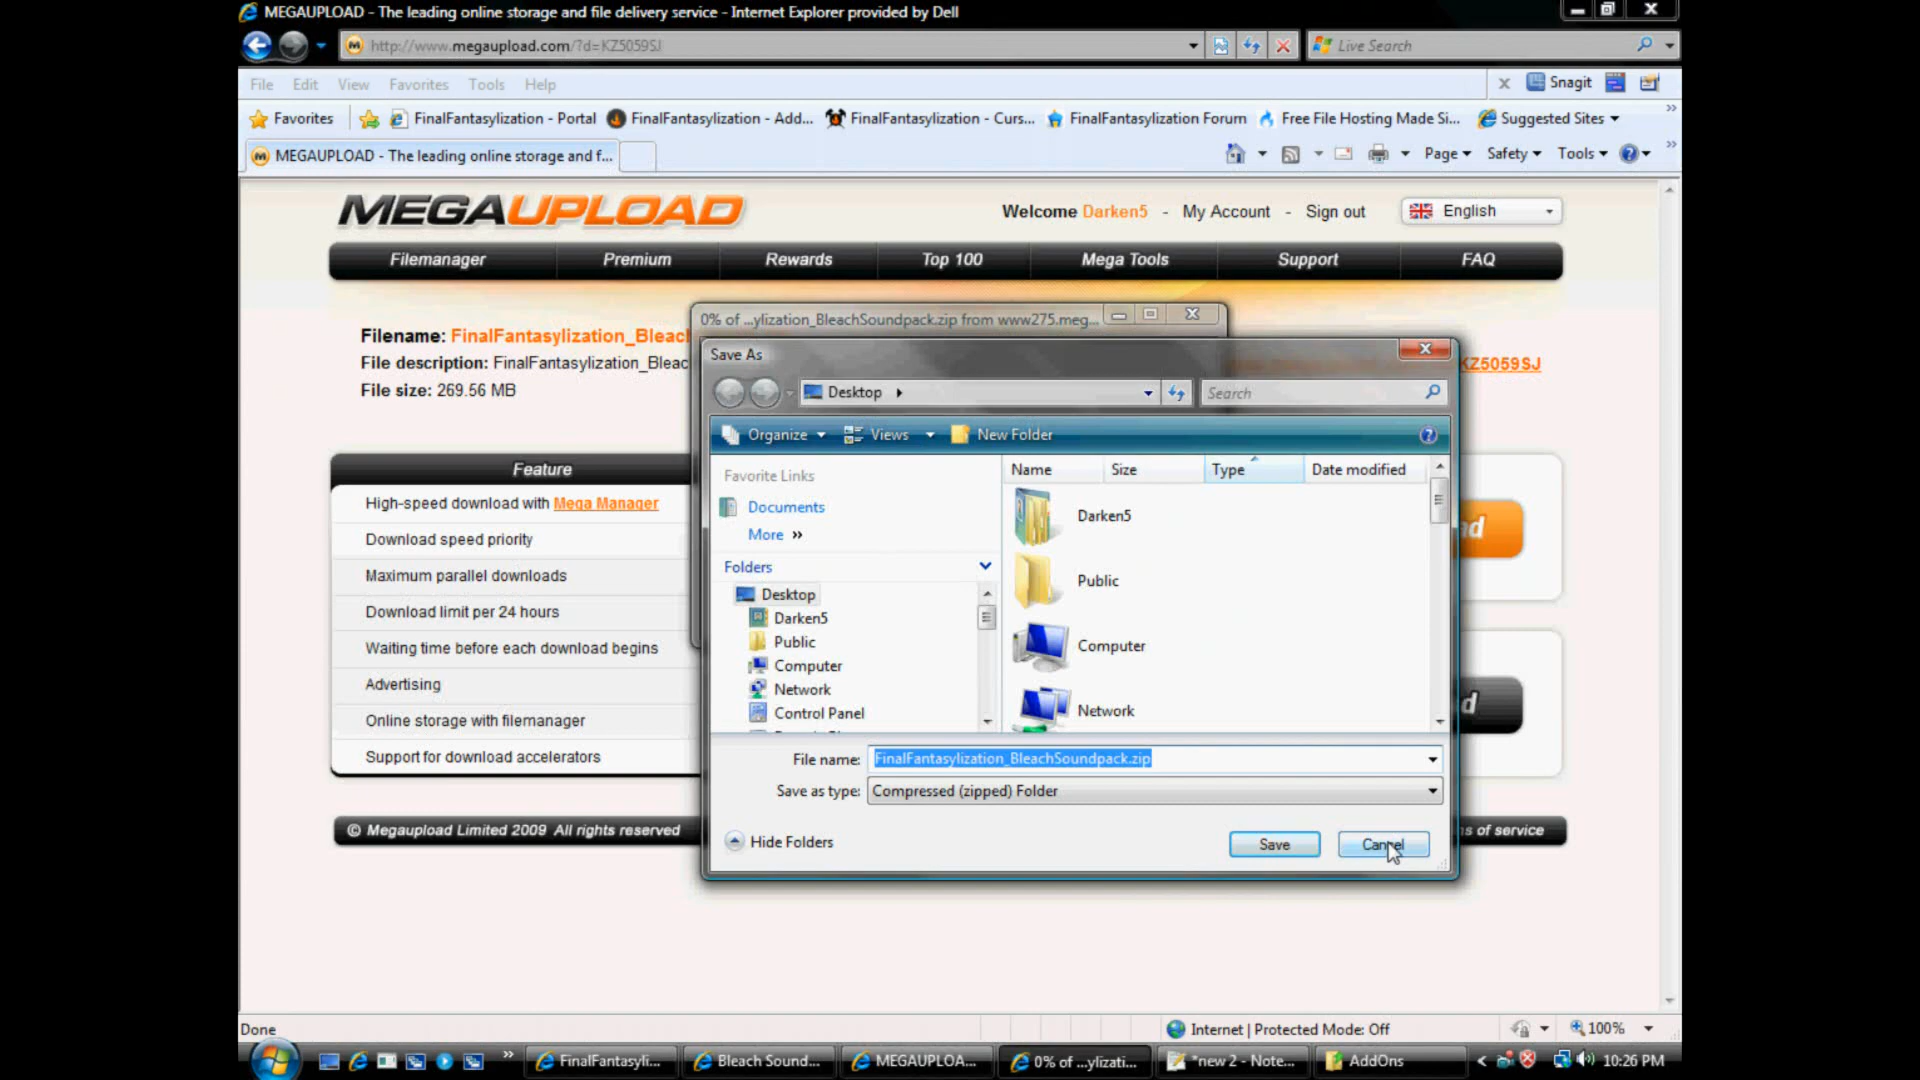 MEGAUPLOAD - The leading online storage and file delivery service - Internet Explorer provided by Dell
http://www.megaupload.com/?d=KZ5059SJ
Live Search
File Edit View Favorites Tools Help
x Snagit
Favorites FinalFantasylization - Portal FinalFantasylization - Add... FinalFantasylization - Curs... FinalFantasylization Forum Free File Hosting Made Si... Suggested Sites
MEGAUPLOAD - The leading online storage and f...
Page Safety Tools
MEGAUPLOAD
Welcome Darken5 - My Account - Sign out
English
Filemanager Premium Rewards Top 100 Mega Tools Support FAQ
0% of ...ylization_BleachSoundpack.zip from www275.meg...
Filename: FinalFantasylization_Bleach
File description: FinalFantasylization_Bleac
KZ5059SJ
File size: 269.56 MB
Save As
Desktop
Search
Organize Views New Folder
Favorite Links
Documents
More »
Folders
Desktop
Darken5
Public
Computer
Network
Control Panel
Name Size Type Date modified
Darken5
Public
Computer
Network
File name: FinalFantasylization_BleachSoundpack.zip
Save as type: Compressed (zipped) Folder
Hide Folders
Save Cancel
Feature
High-speed download with Mega Manager
Download speed priority
Maximum parallel downloads
Download limit per 24 hours
Waiting time before each download begins
Advertising
Online storage with filemanager
Support for download accelerators
ad
d
© Megaupload Limited 2009 All rights reserved
s of service
Done
Internet | Protected Mode: Off
100%
FinalFantasyli... Bleach Sound... MEGAUPLOA... 0% of ...ylizati... *new 2 - Note... AddOns
10:26 PM